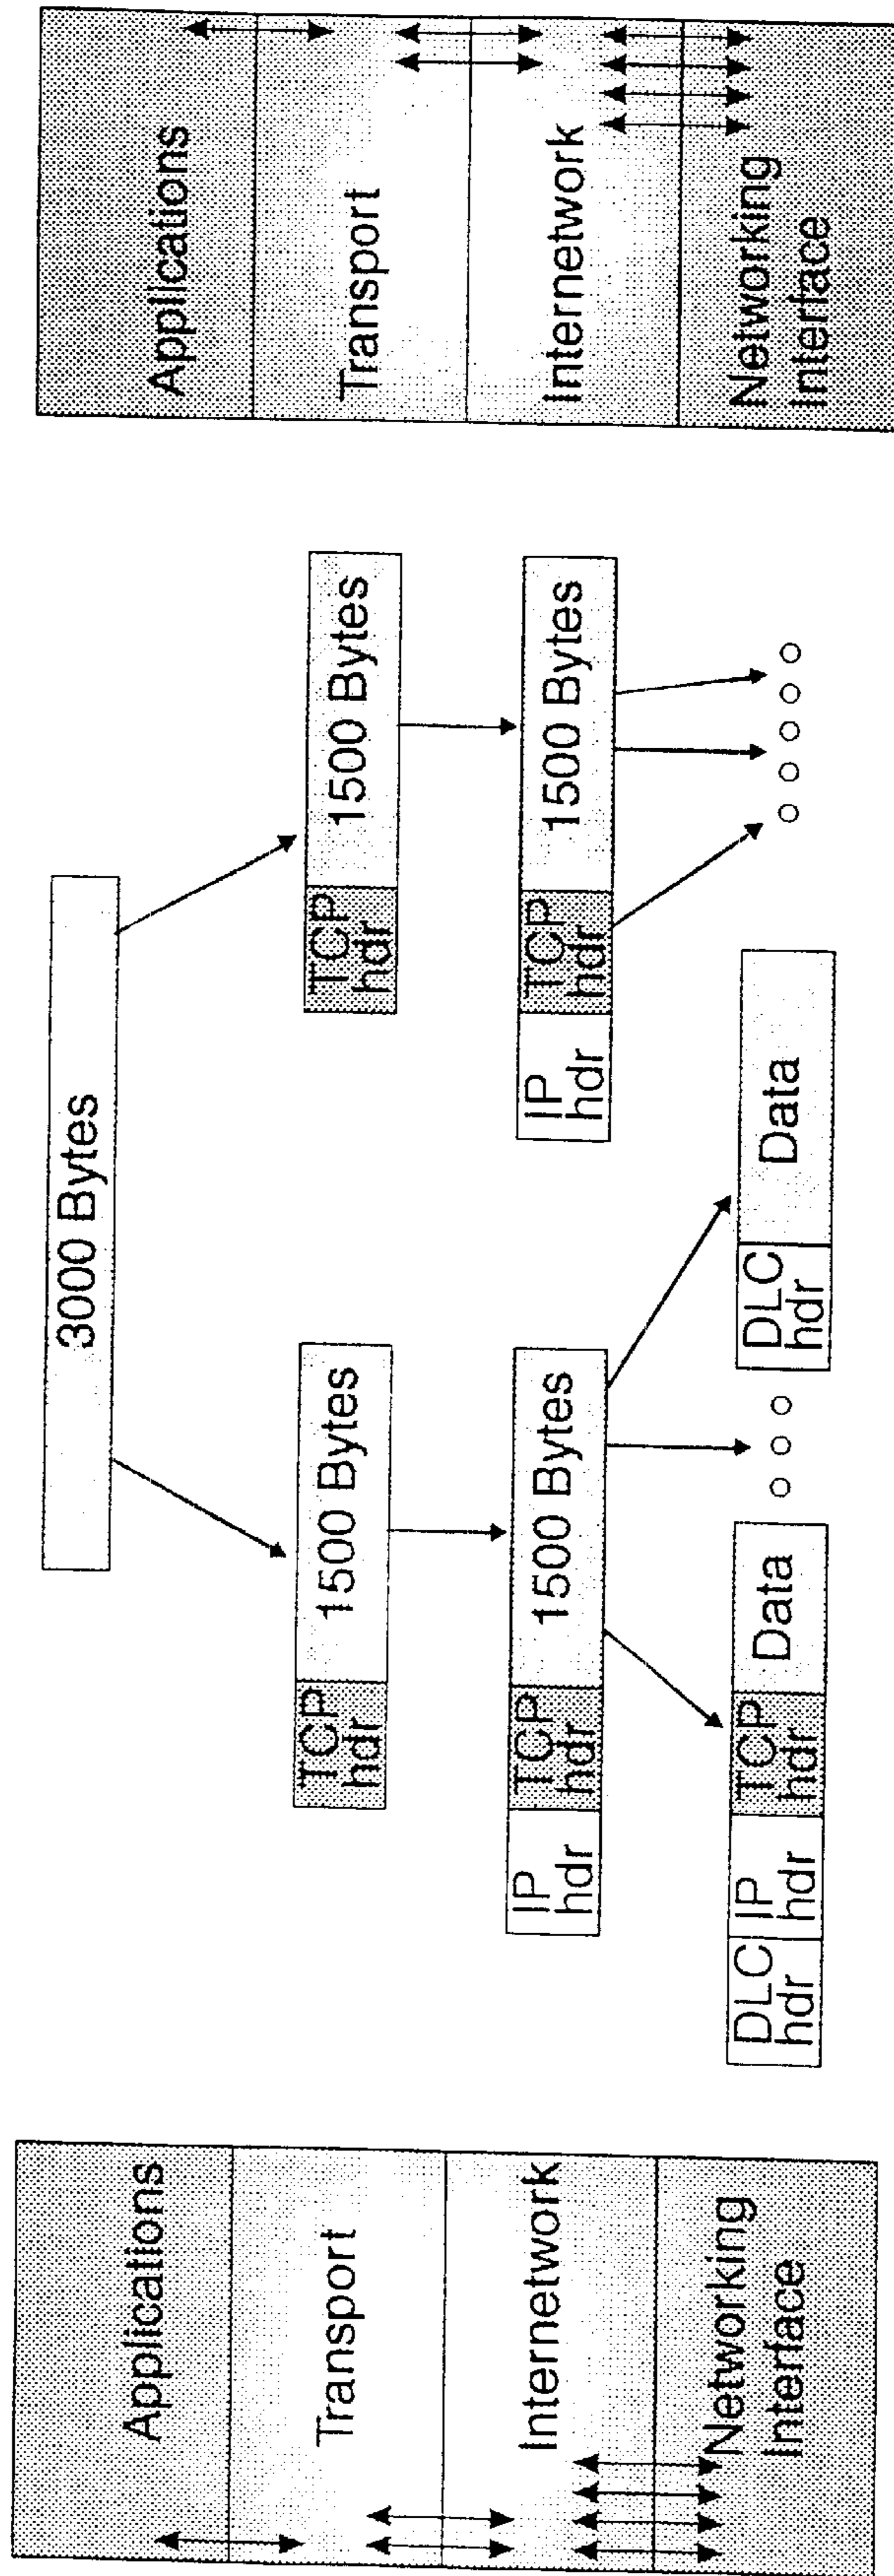 Applications
Transport
Internetwork
Networking
Interface
3000 Bytes
TCP
hdr
1500 Bytes
TCP
hdr
1500 Bytes
IP
hdr
TCP
hdr
1500 Bytes
IP
hdr
TCP
hdr
1500 Bytes
DLC
hdr
IP
hdr
TCP
hdr
Data
DLC
hdr
Data
Applications
Transport
Internetwork
Networking
Interface